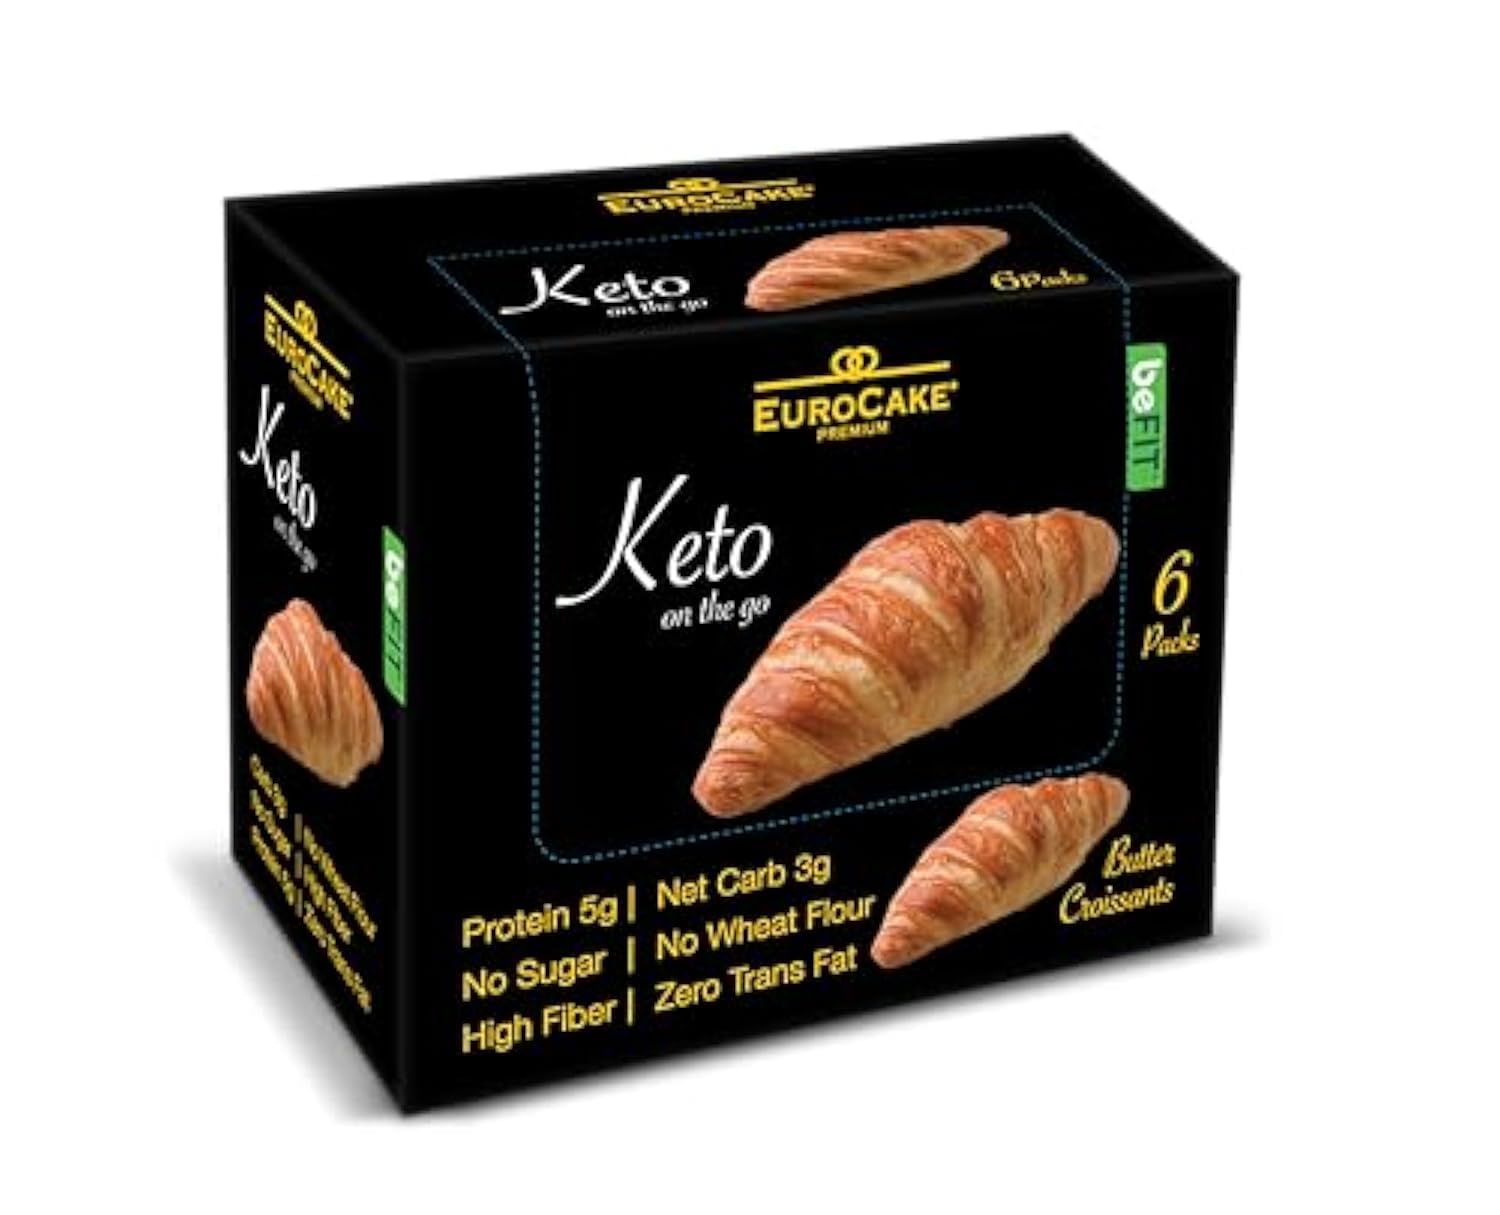 EUROCAKE®
PREMIUM
Keto
on the go
6 Packs
EUROCAKE
PREMIUM
Keto
on the go
beFIT
EUROCAKE®
PREMIUM
Keto
on the go
beFIT
6
Packs
Butter
Croissants
Protein 5g | Net Carb 3g
No Sugar | No Wheat Flour
High Fiber | Zero Trans Fat